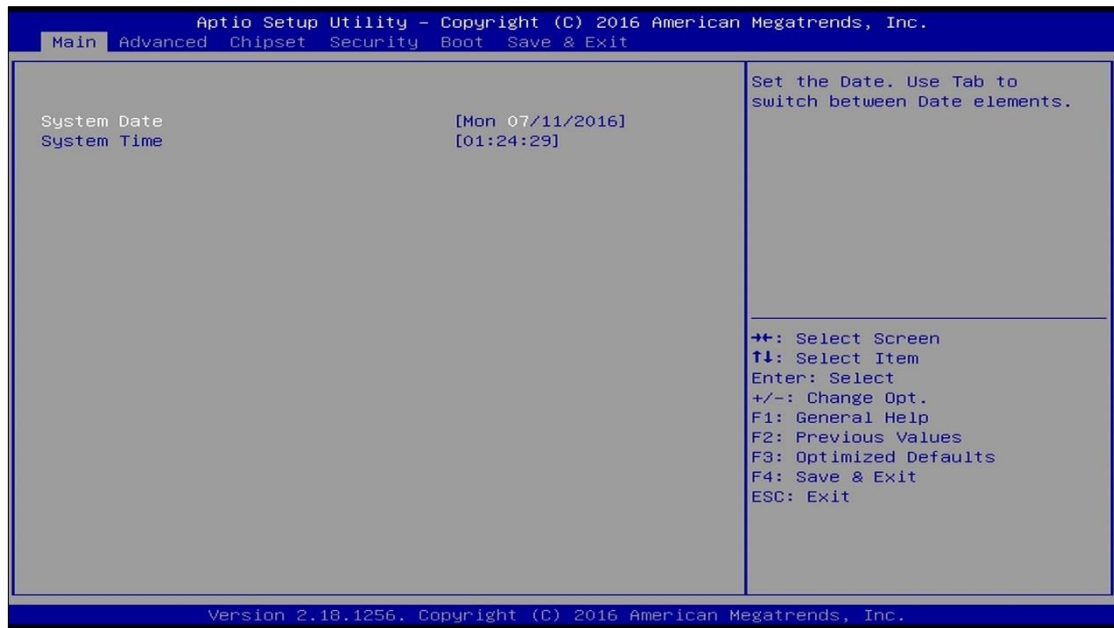 Aptio Setup Utility – Copyright (C) 2016 American Megatrends, Inc.
Main Advanced Chipset Security Boot Save & Exit
System Date [Mon 07/11/2016]
System Time [01:24:29]
Set the Date. Use Tab to
switch between Date elements.
→←: Select Screen
↑↓: Select Item
Enter: Select
+/-: Change Opt.
F1: General Help
F2: Previous Values
F3: Optimized Defaults
F4: Save & Exit
ESC: Exit
Version 2.18.1256. Copyright (C) 2016 American Megatrends, Inc.